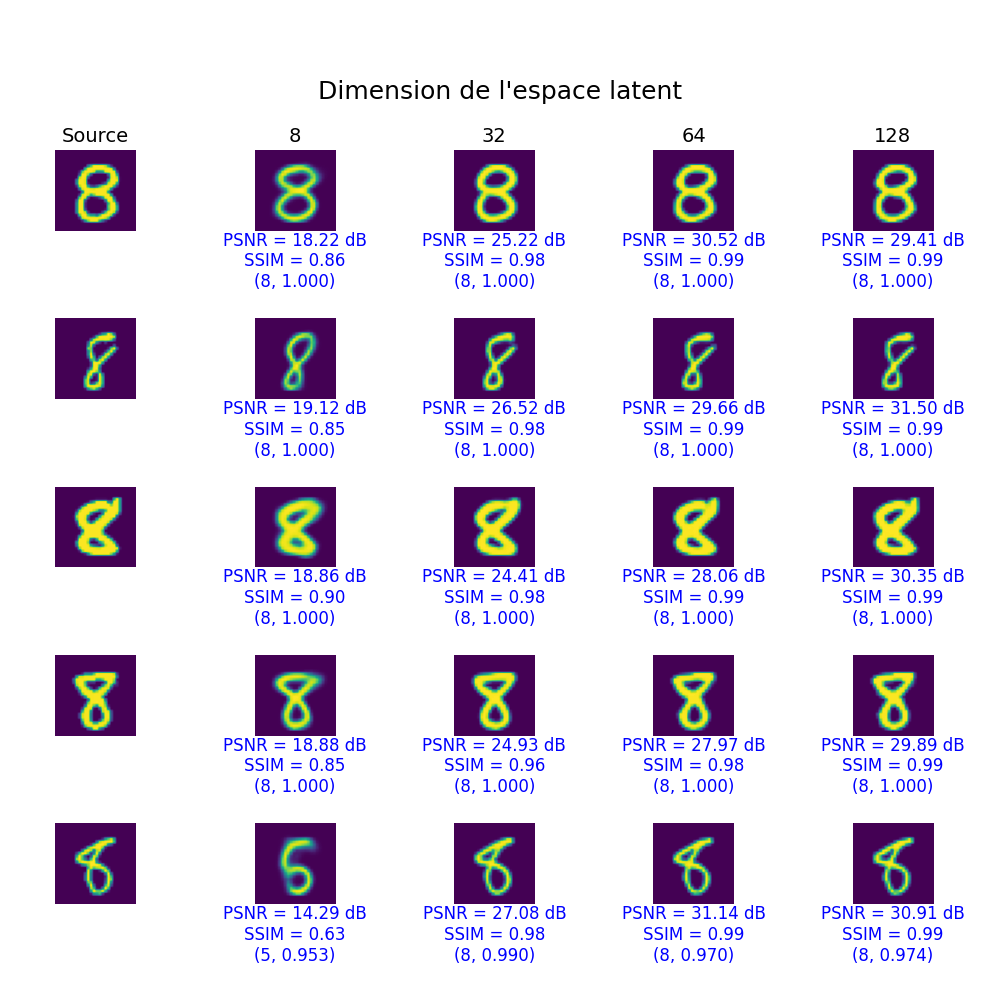 Dimension de l'espace latent
Source 8 32 64 128
PSNR = 18.22 dB PSNR = 25.22 dB PSNR = 30.52 dB PSNR = 29.41 dB
SSIM = 0.86 SSIM = 0.98 SSIM = 0.99 SSIM = 0.99
(8, 1.000) (8, 1.000) (8, 1.000) (8, 1.000)
PSNR = 19.12 dB PSNR = 26.52 dB PSNR = 29.66 dB PSNR = 31.50 dB
SSIM = 0.85 SSIM = 0.98 SSIM = 0.99 SSIM = 0.99
(8, 1.000) (8, 1.000) (8, 1.000) (8, 1.000)
PSNR = 18.86 dB PSNR = 24.41 dB PSNR = 28.06 dB PSNR = 30.35 dB
SSIM = 0.90 SSIM = 0.98 SSIM = 0.99 SSIM = 0.99
(8, 1.000) (8, 1.000) (8, 1.000) (8, 1.000)
PSNR = 18.88 dB PSNR = 24.93 dB PSNR = 27.97 dB PSNR = 29.89 dB
SSIM = 0.85 SSIM = 0.96 SSIM = 0.98 SSIM = 0.99
(8, 1.000) (8, 1.000) (8, 1.000) (8, 1.000)
PSNR = 14.29 dB PSNR = 27.08 dB PSNR = 31.14 dB PSNR = 30.91 dB
SSIM = 0.63 SSIM = 0.98 SSIM = 0.99 SSIM = 0.99
(5, 0.953) (8, 0.990) (8, 0.970) (8, 0.974)